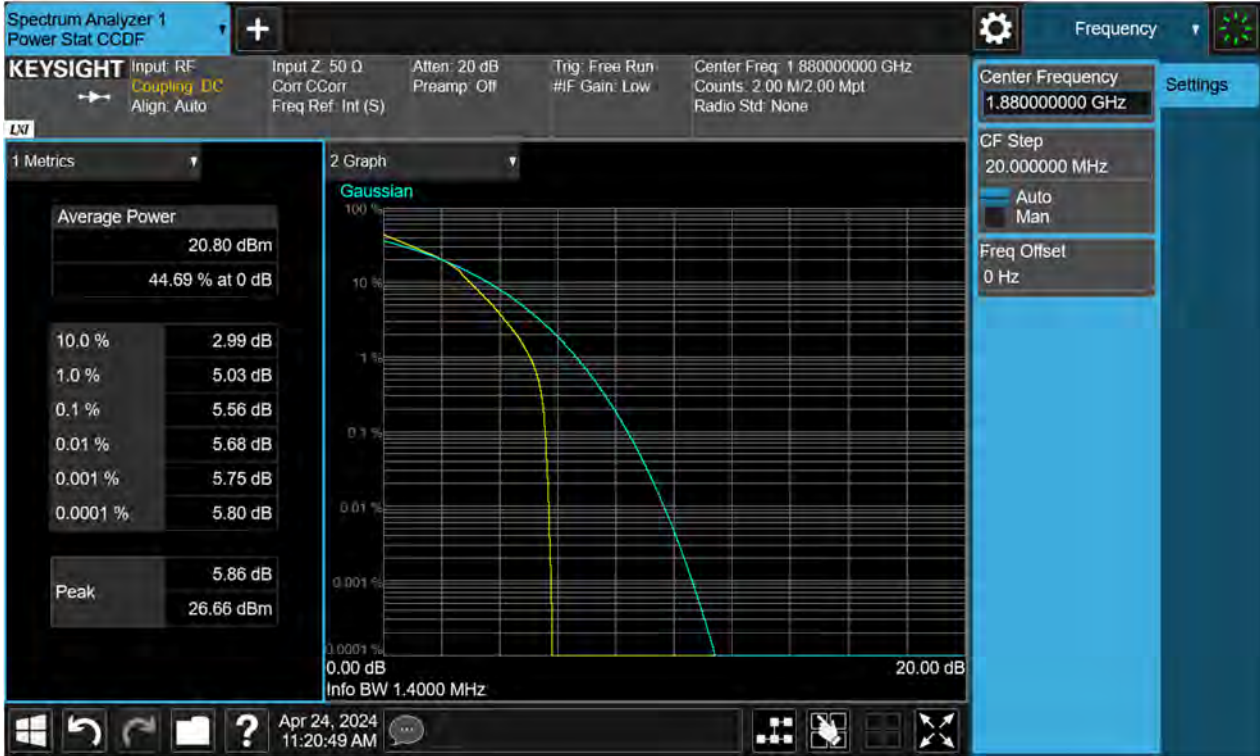 Spectrum Analyzer 1
Power Stat CCDF
+
Frequency
KEYSIGHT
Input: RF
Coupling: DC
Align: Auto
Input Z: 50 Ω
Corr CCorr
Freq Ref: Int (S)
Atten: 20 dB
Preamp: Off
Trig: Free Run
#IF Gain: Low
Center Freq: 1.880000000 GHz
Counts: 2.00 M/2.00 Mpt
Radio Std: None
LXI
Center Frequency
1.880000000 GHz
Settings
CF Step
20.000000 MHz
Auto
Man
Freq Offset
0 Hz
1 Metrics
Average Power
20.80 dBm
44.69 % at 0 dB
10.0 % 2.99 dB
1.0 % 5.03 dB
0.1 % 5.56 dB
0.01 % 5.68 dB
0.001 % 5.75 dB
0.0001 % 5.80 dB
Peak
5.86 dB
26.66 dBm
2 Graph
Gaussian
100 %
10 %
1 %
0.1 %
0.01 %
0.001 %
0.0001 %
0.00 dB 20.00 dB
Info BW 1.4000 MHz
?
Apr 24, 2024
11:20:49 AM